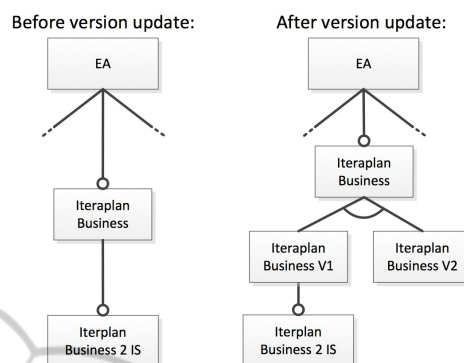 Before version update:
After version update:
EA
EA
Iteraplan
Business
Iteraplan
Business
Iteraplan
Business V1
Iteraplan
Business V2
Iterplan
Business 2 IS
Iterplan
Business 2 IS